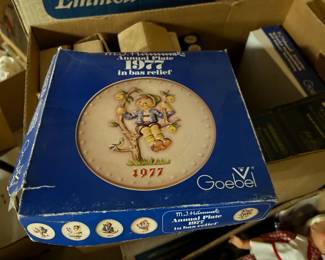 M.J. Hummel
Annual Plate
1977
in bas relief
1977
Goebel
M.J. Hummel
Annual Plate
1977
in bas relief